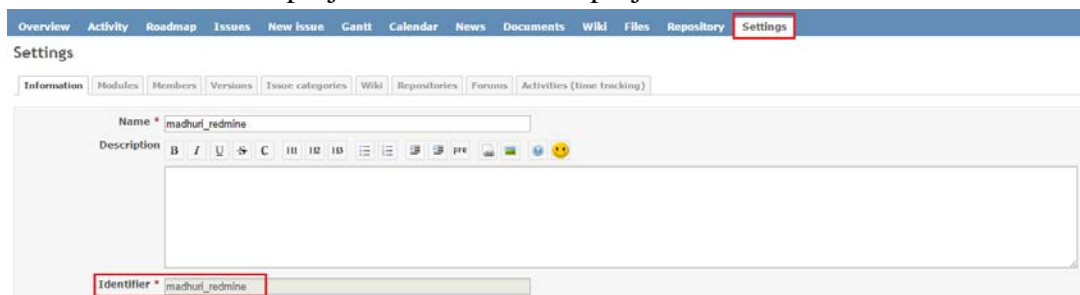 Overview Activity Roadmap Issues New issue Gantt Calendar News Documents Wiki Files Repository Settings
Settings
Information Modules Members Versions Issue categories Wiki Repositories Forums Activities (time tracking)
Name * madhuri_redmine
Description B I U S C H1 H2 H3 pre
Identifier * madhuri_redmine